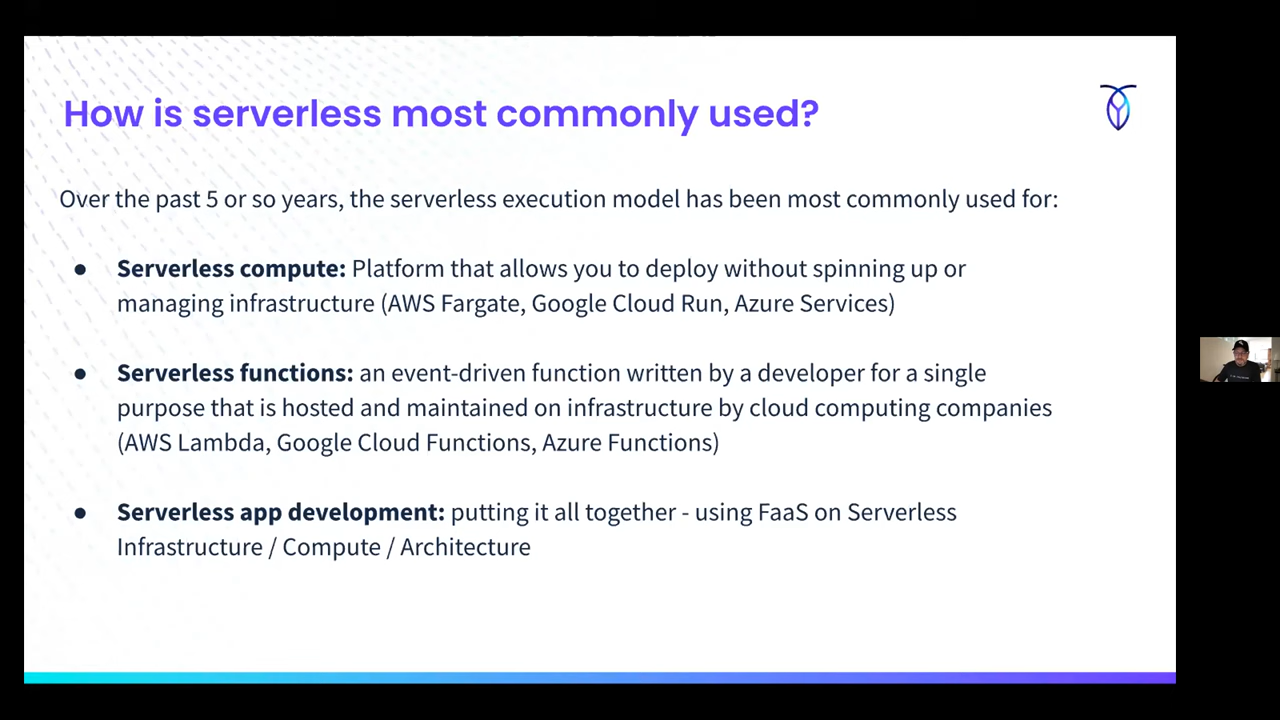 How is serverless most commonly used?
Over the past 5 or so years, the serverless execution model has been most commonly used for:
● Serverless compute: Platform that allows you to deploy without spinning up or
managing infrastructure (AWS Fargate, Google Cloud Run, Azure Services)
● Serverless functions: an event-driven function written by a developer for a single
purpose that is hosted and maintained on infrastructure by cloud computing companies
(AWS Lambda, Google Cloud Functions, Azure Functions)
● Serverless app development: putting it all together - using FaaS on Serverless
Infrastructure / Compute / Architecture